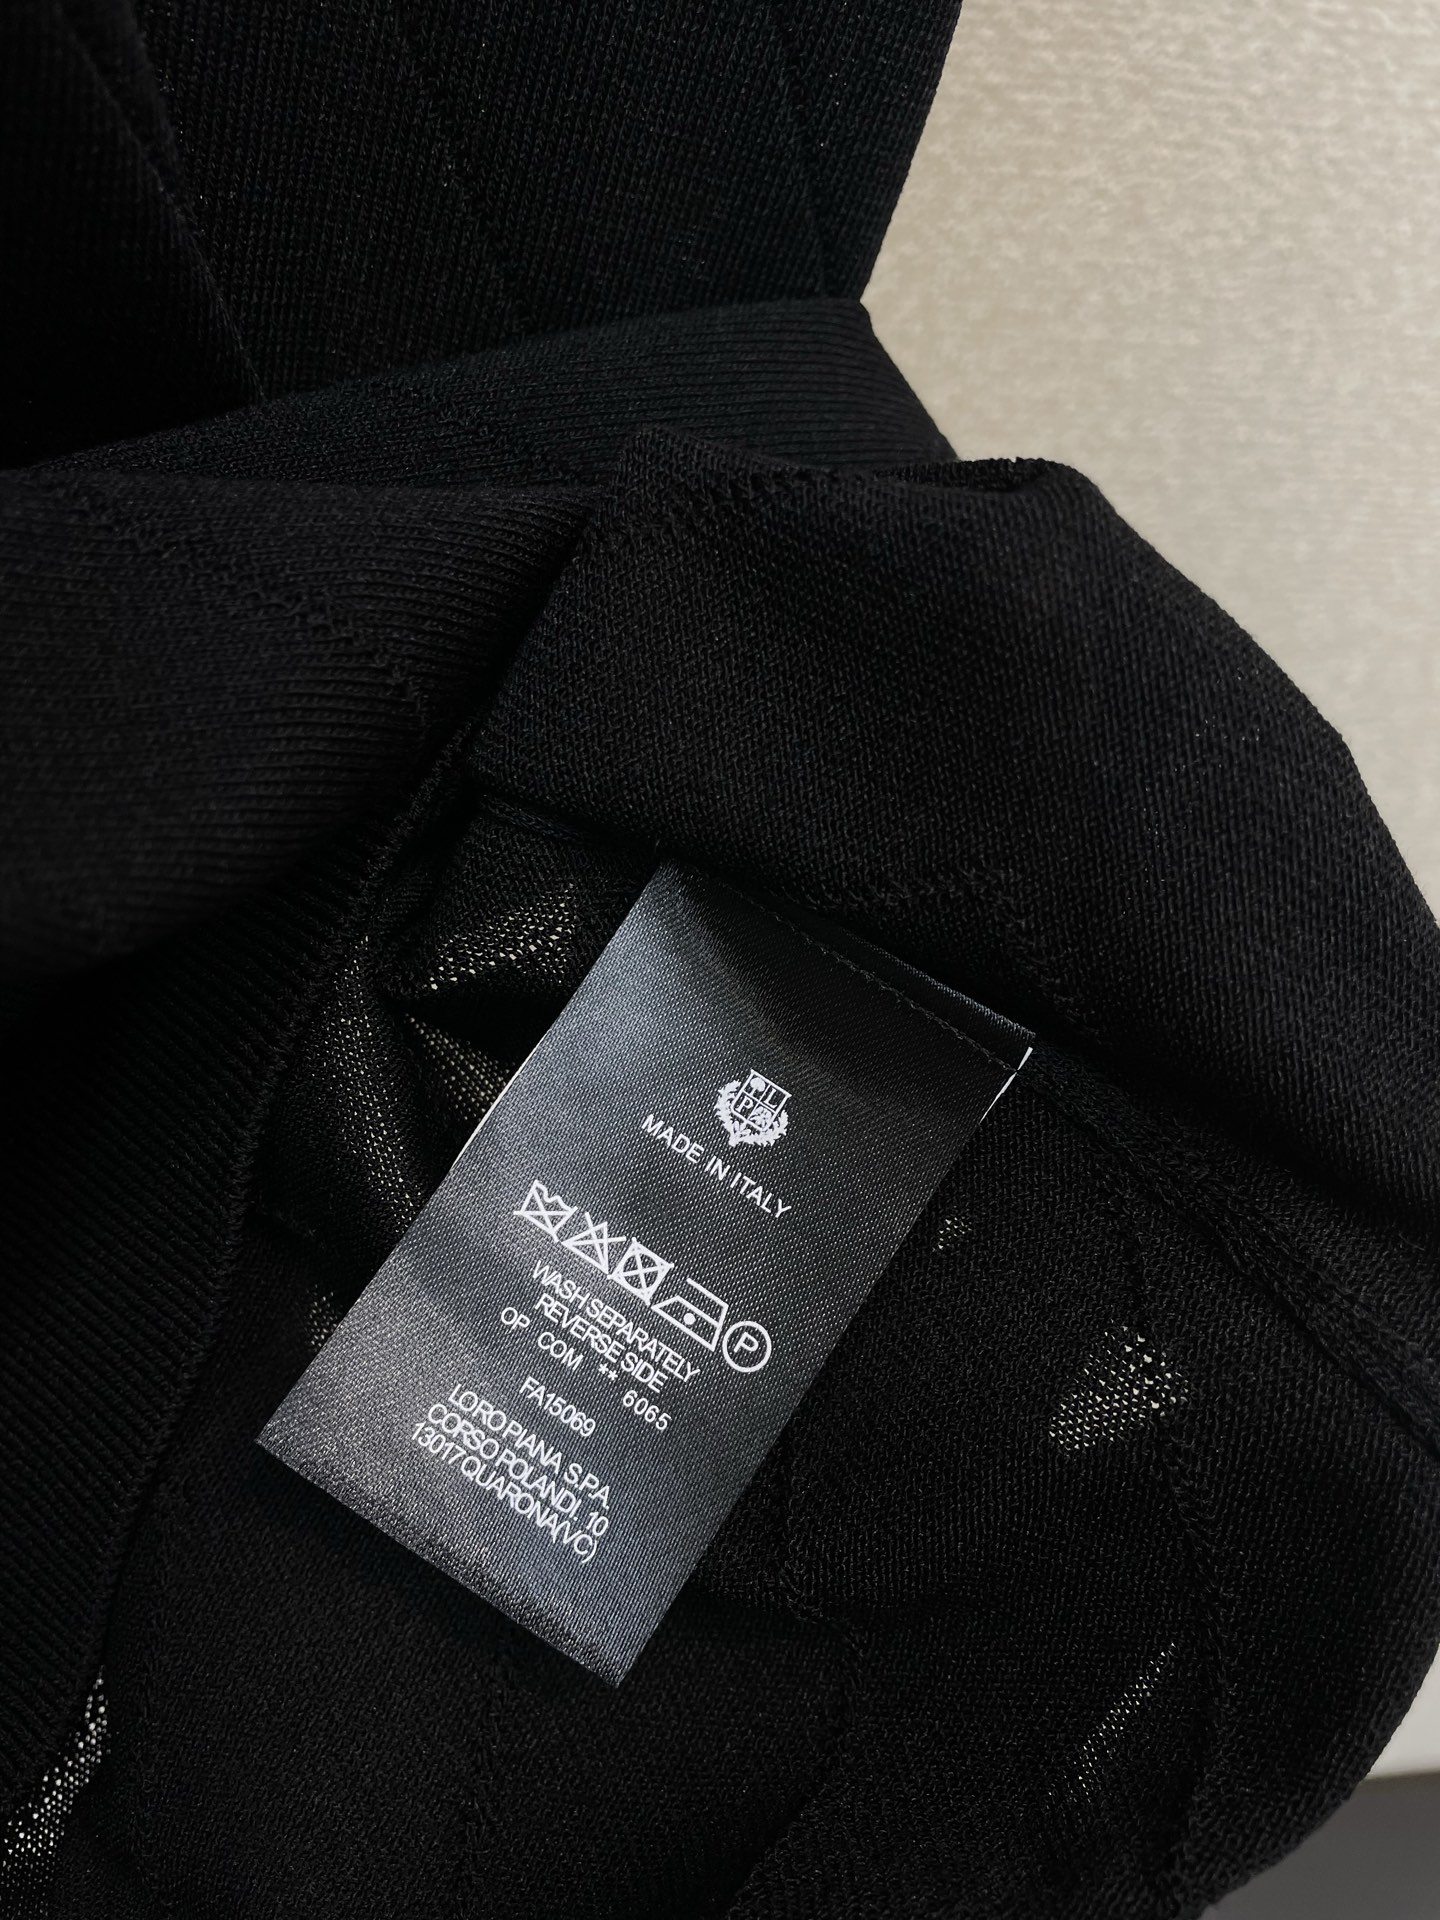 L
P
MADE IN ITALY
P
WASH SEPARATELY
REVERSE SIDE
OP COM ** 6065
FA15069
LORO PIANA S.P.A.
CORSO POLANDI, 10
13017 QUARONA(VC)